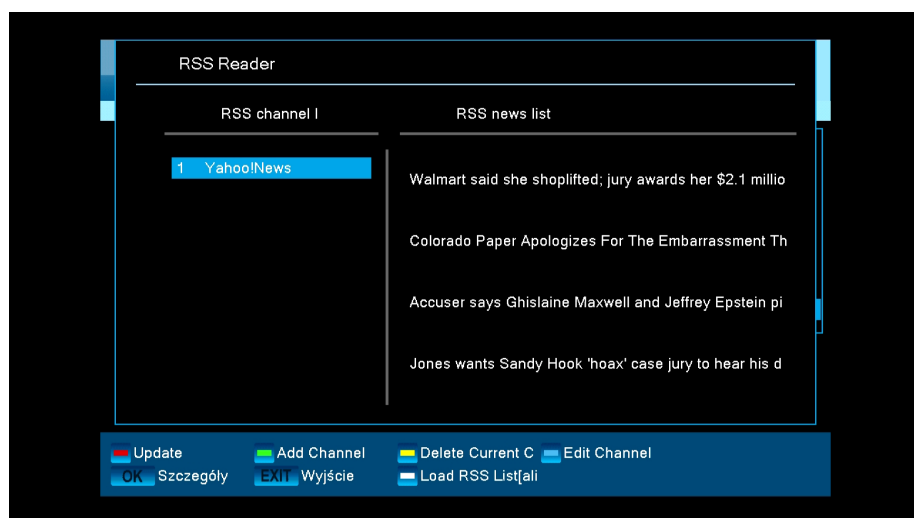 RSS Reader
RSS channel l
RSS news list
1 Yahoo!News
Walmart said she shoplifted; jury awards her $2.1 millio
Colorado Paper Apologizes For The Embarrassment Th
Accuser says Ghislaine Maxwell and Jeffrey Epstein pi
Jones wants Sandy Hook 'hoax' case jury to hear his d
Update Add Channel Delete Current C Edit Channel
OK Szczegóły EXIT Wyjście Load RSS List[ali